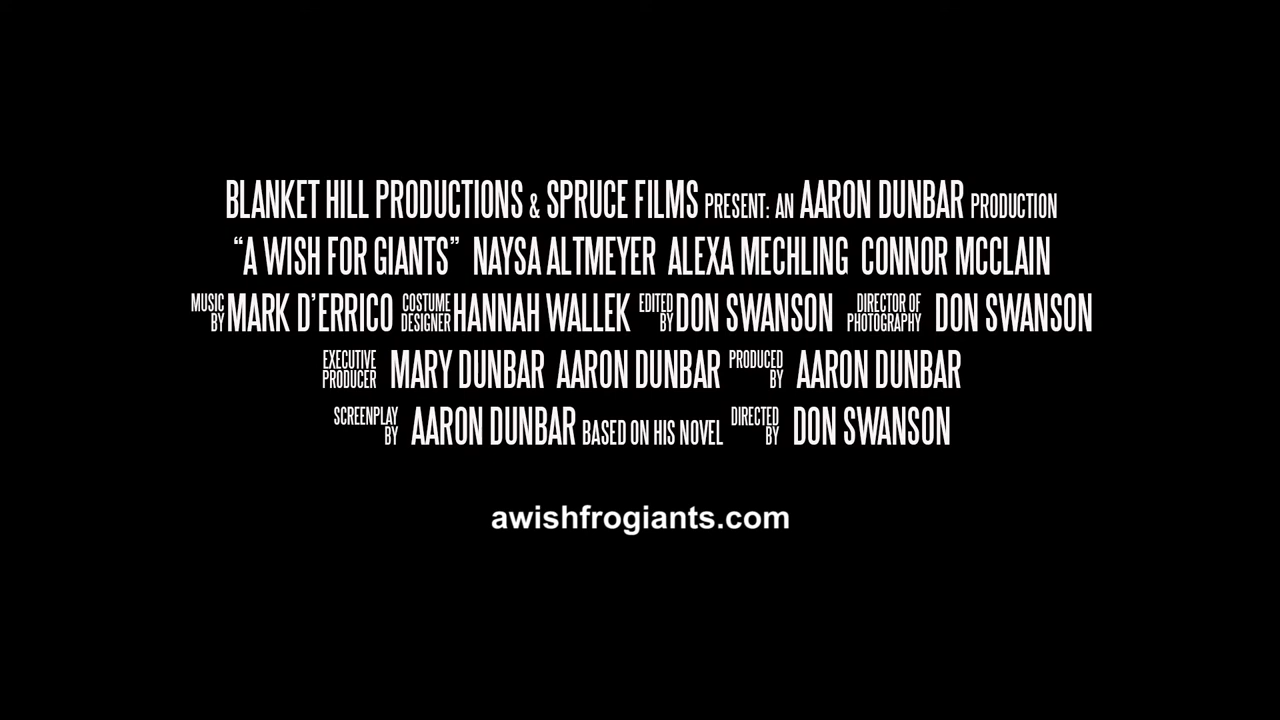 BLANKET HILL PRODUCTIONS & SPRUCE FILMS PRESENT: AN AARON DUNBAR PRODUCTION
“A WISH FOR GIANTS” NAYSA ALTMEYER ALEXA MECHLING CONNOR MCCLAIN
MUSIC BY MARK D’ERRICO COSTUME DESIGNER HANNAH WALLEK EDITED BY DON SWANSON DIRECTOR OF PHOTOGRAPHY DON SWANSON
EXECUTIVE PRODUCER MARY DUNBAR AARON DUNBAR PRODUCED BY AARON DUNBAR
SCREENPLAY BY AARON DUNBAR BASED ON HIS NOVEL DIRECTED BY DON SWANSON
awishfrogiants.com